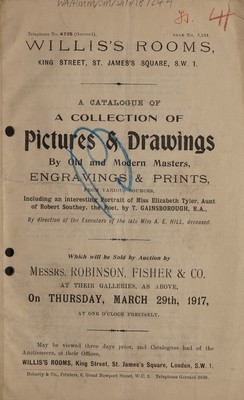 Telephone No. 4725 (Gerrard).
WILLIS'S ROOMS,
KING STREET, ST. JAMES'S SQUARE, S.W. 1.
A CATALOGUE OF
A COLLECTION OF
Pictures & Drawings
By Old and Modern Masters,
ENGRAVINGS & PRINTS,
FROM VARIOUS SOURCES,
Including an interesting Portrait of Miss Elizabeth Tyler, Aunt
of Robert Southey, the Poet, by T. GAINSBOROUGH, R.A.,
By direction of the Executors of the late Miss A. E. HILL, deceased
Which will be Sold by Auction by
MESSRS. ROBINSON, FISHER & CO.
AT THEIR GALLERIES, AS ABOVE,
On THURSDAY, MARCH 29th, 1917,
AT ONE O'CLOCK PRECISELY.
May be viewed three days prior, and Catalogues had of the
Auctioneers, at their Offices,
WILLIS'S ROOMS, King Street, St. James's Square, London, S.W. 1.